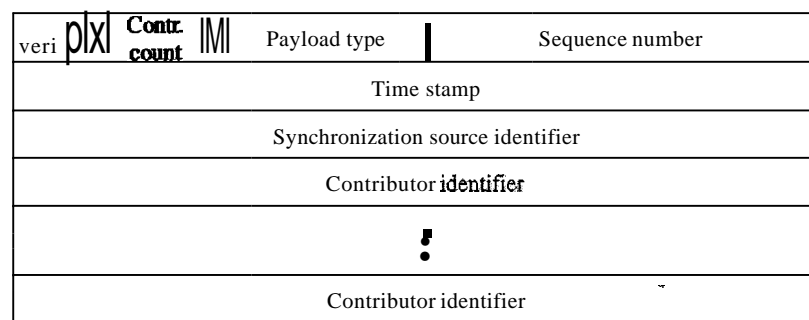 veri p|x| Contr. count |M| Payload type Sequence number
Time stamp
Synchronization source identifier
Contributor identifier
:
Contributor identifier